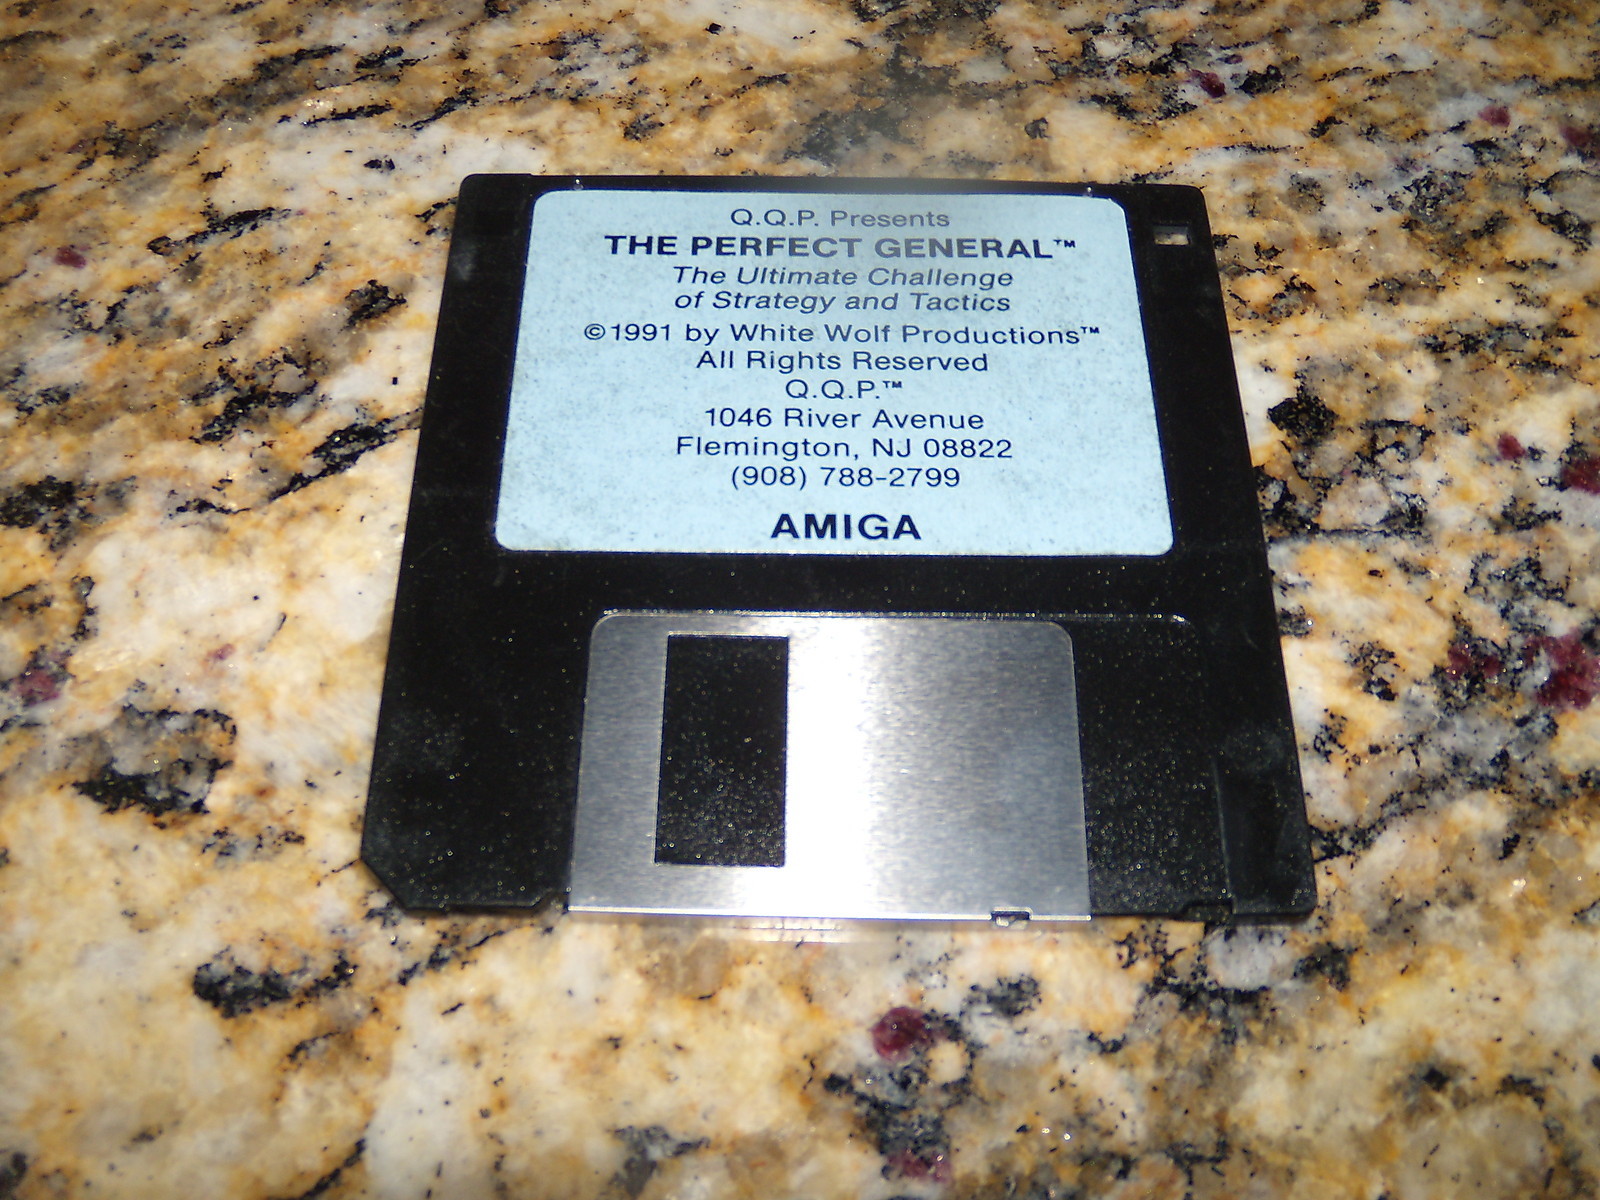 Q.Q.P. Presents
THE PERFECT GENERAL™
The Ultimate Challenge
of Strategy and Tactics
©1991 by White Wolf Productions™
All Rights Reserved
Q.Q.P.™
1046 River Avenue
Flemington, NJ 08822
(908) 788-2799
AMIGA